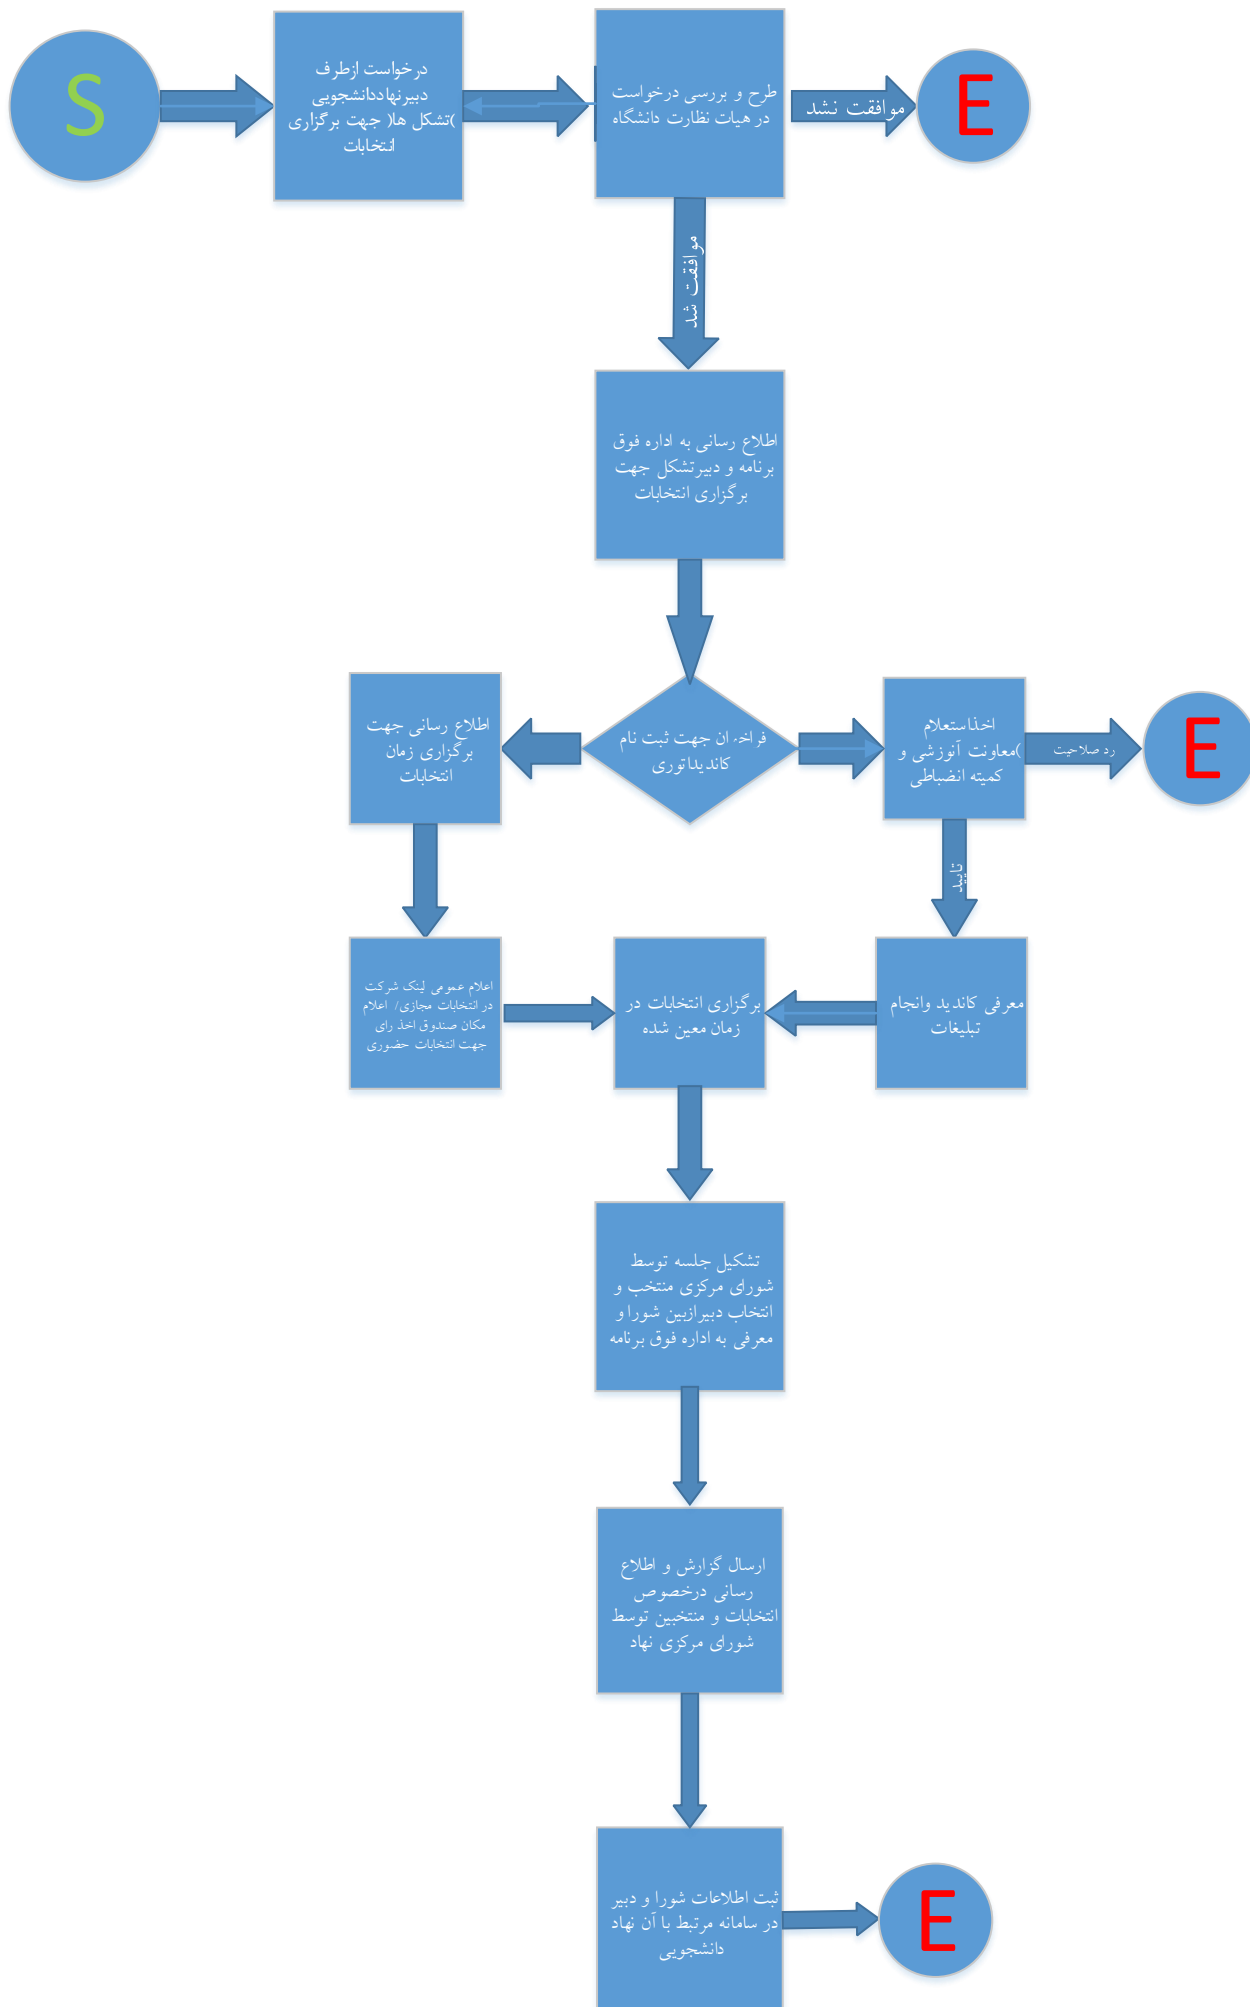 S
درخواست ازطرف
دبیرنهاددانشجویی
)تشکل ها( جهت برگزاری
انتخابات
طرح و بررسی درخواست
در هیات نظارت دانشگاه
موافقت نشد
E
موافقت شد
اطلاع رسانی به اداره فوق
برنامه و دبیرتشکل جهت
برگزاری انتخابات
اطلاع رسانی جهت
برگزاری زمان
انتخابات
فراخوان جهت ثبت نام
کاندیداتوری
اخذاستعلام
)معاونت آنوزشی و
کمیته انضباطی
رد صلاحیت
E
تایید
اعلام عمومی لینک شرکت
در انتخابات مجازی/ اعلام
مکان صندوق اخذ رای
جهت انتخابات حضوری
برگزاری انتخابات در
زمان معین شده
معرفی کاندید وانجام
تبلیغات
تشکیل جلسه توسط
شورای مرکزی منتخب و
انتخاب دبیرازبین شورا و
معرفی به اداره فوق برنامه
ارسال گزارش و اطلاع
رسانی درخصوص
انتخابات و منتخبین توسط
شورای مرکزی نهاد
ثبت اطلاعات شورا و دبیر
در سامانه مرتبط با آن نهاد
دانشجویی
E